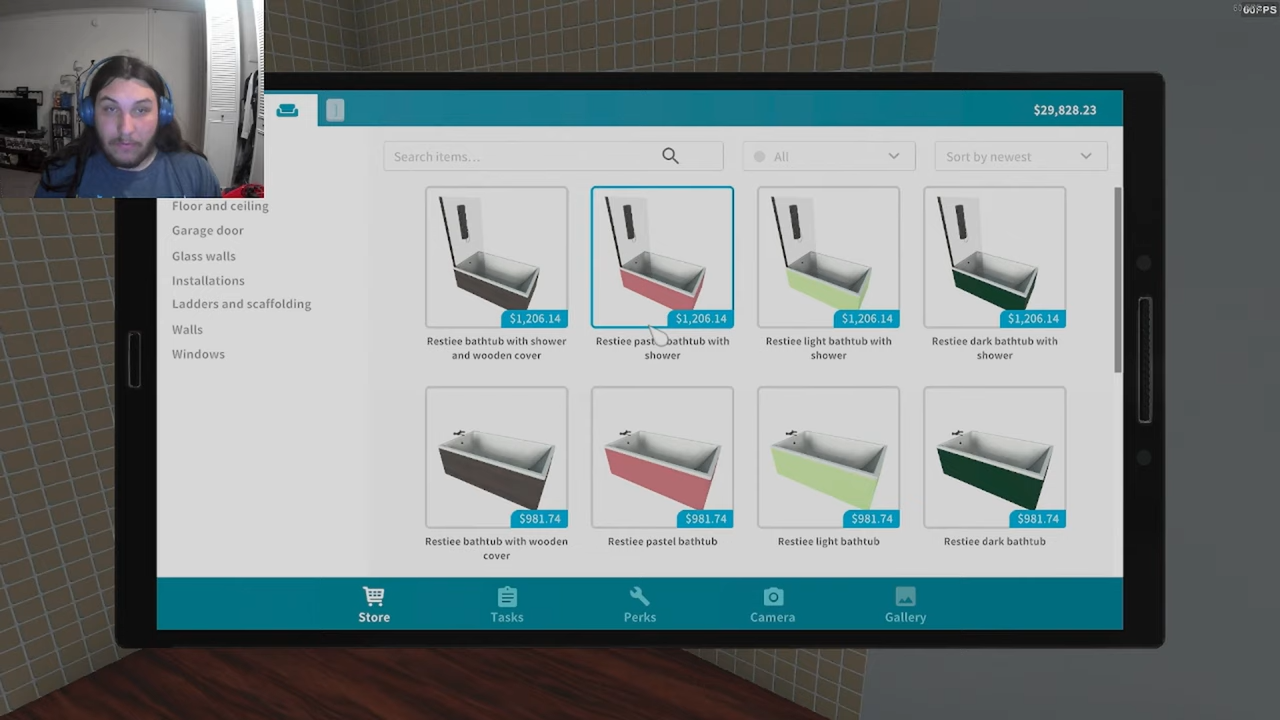 60FPS
$29,828.23
Search items...
All
Sort by newest
Floor and ceiling
Garage door
Glass walls
Installations
Ladders and scaffolding
Walls
Windows
$1,206.14
$1,206.14
$1,206.14
$1,206.14
Restiee bathtub with shower
and wooden cover
Restiee pastel bathtub with
shower
Restiee light bathtub with
shower
Restiee dark bathtub with
shower
$981.74
$981.74
$981.74
$981.74
Restiee bathtub with wooden
cover
Restiee pastel bathtub
Restiee light bathtub
Restiee dark bathtub
Store
Tasks
Perks
Camera
Gallery